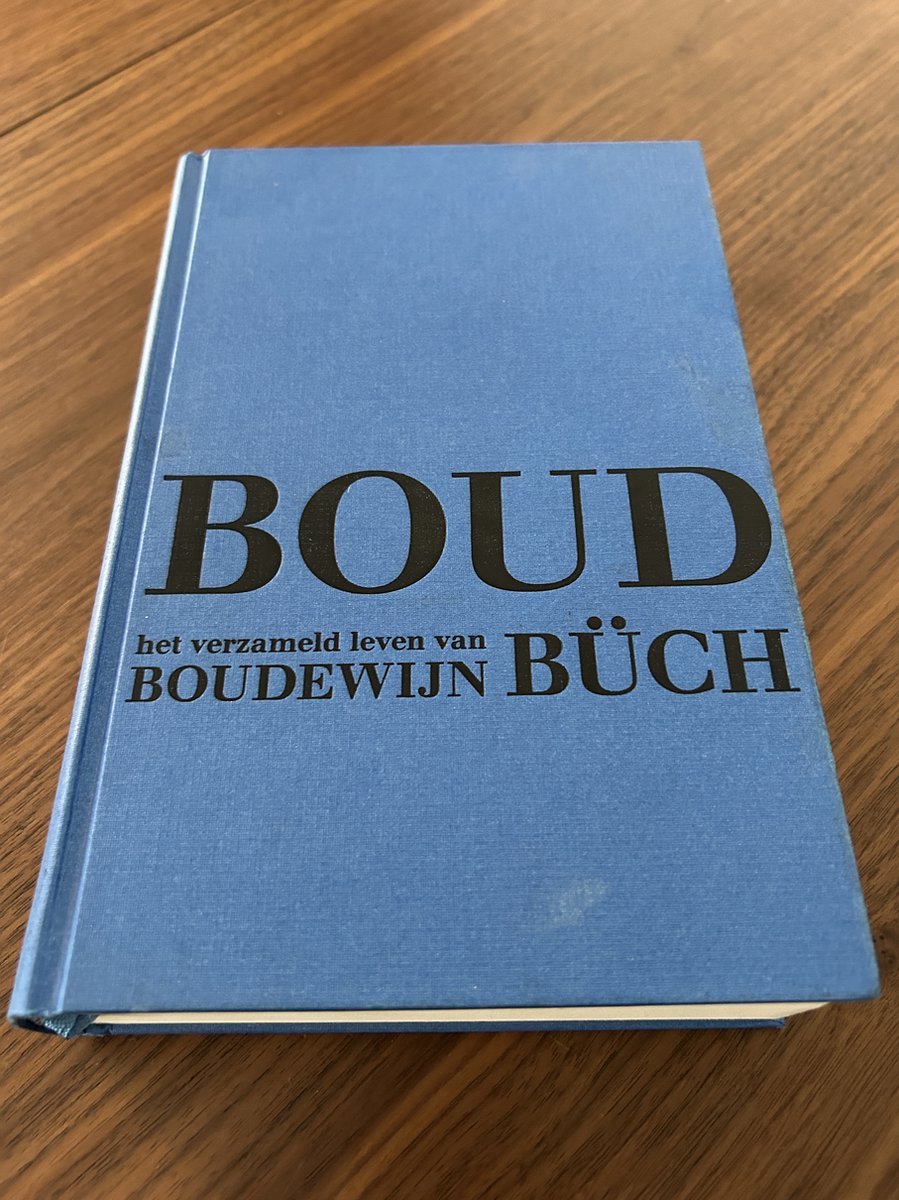 BOUD
het verzameld leven van
BOUDEWIJN BÜCH